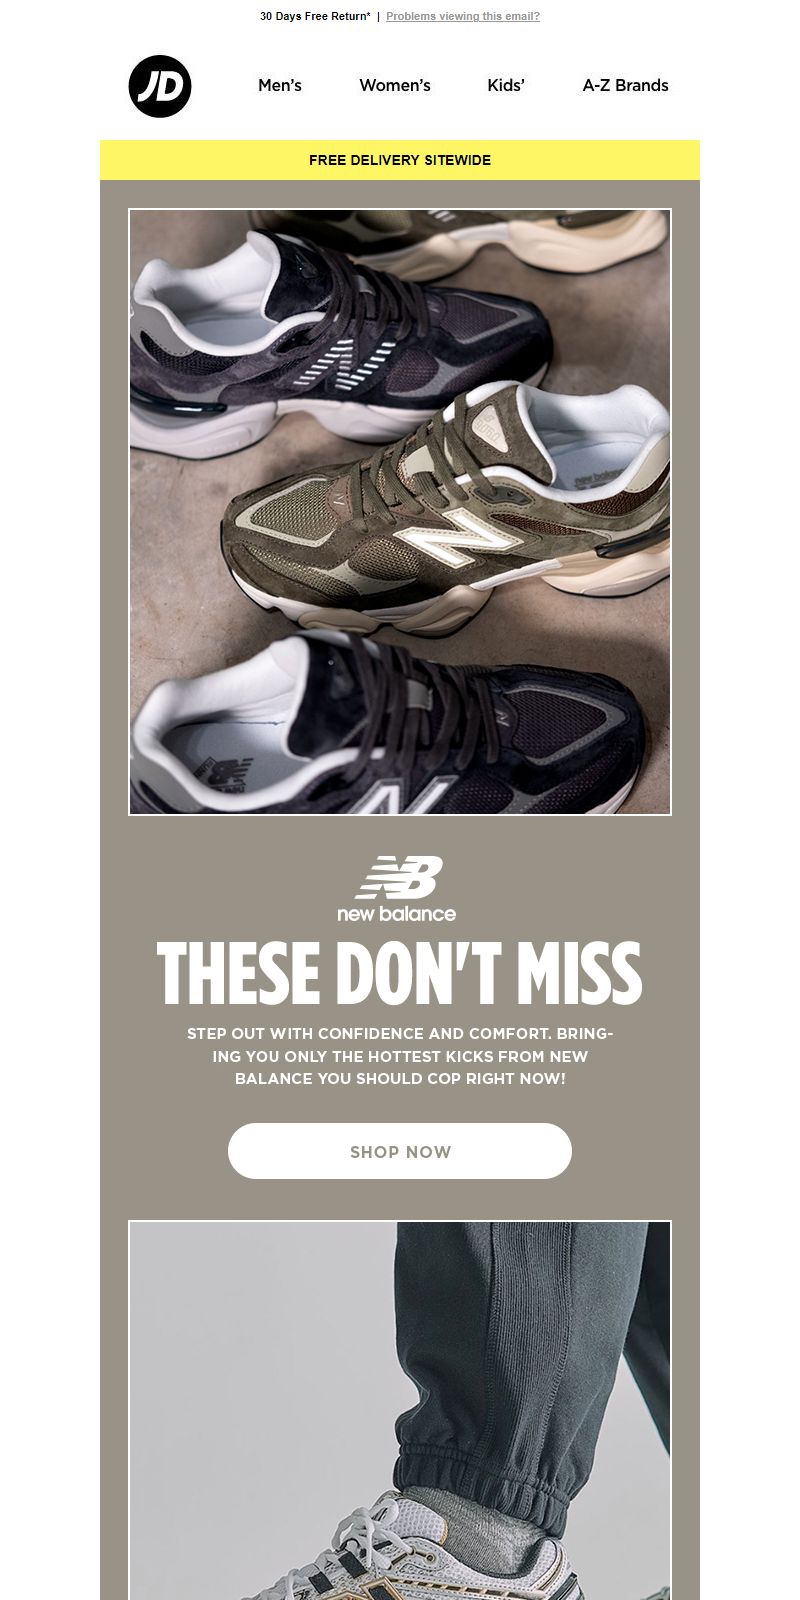 30 Days Free Return* | Problems viewing this email?
JD
Men's Women's Kids' A-Z Brands
FREE DELIVERY SITEWIDE
new balance
THESE DON'T MISS
STEP OUT WITH CONFIDENCE AND COMFORT. BRING-
ING YOU ONLY THE HOTTEST KICKS FROM NEW
BALANCE YOU SHOULD COP RIGHT NOW!
SHOP NOW